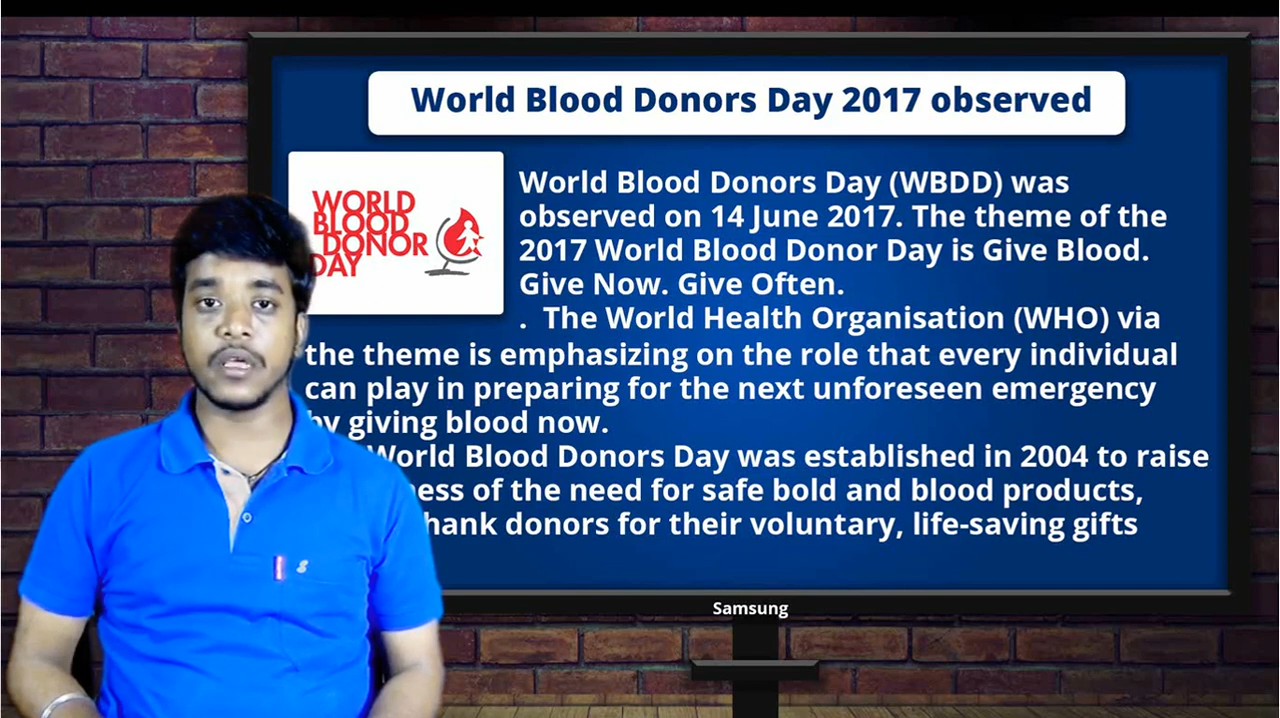 World Blood Donors Day 2017 observed
WORLD
BLOOD
DONOR
DAY
World Blood Donors Day (WBDD) was
observed on 14 June 2017. The theme of the
2017 World Blood Donor Day is Give Blood.
Give Now. Give Often.
. The World Health Organisation (WHO) via
the theme is emphasizing on the role that every individual
can play in preparing for the next unforeseen emergency
by giving blood now.
World Blood Donors Day was established in 2004 to raise
of the need for safe bold and blood products,
donors for their voluntary, life-saving gifts
Samsung